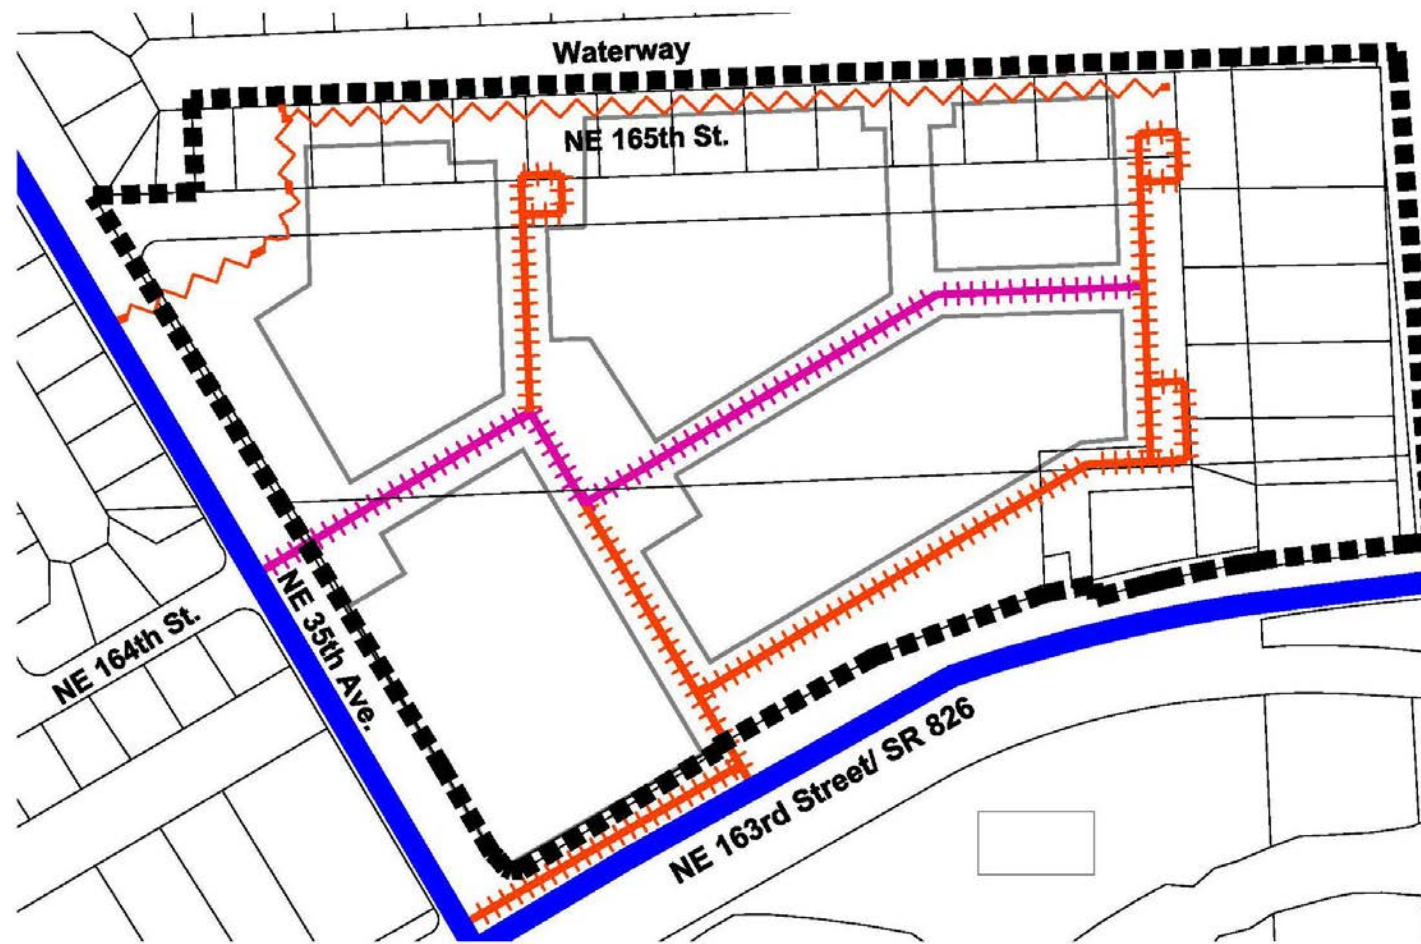 Waterway
NE 165th St.
NE 164th St.
NE 35th Ave.
NE 163rd Street/ SR 826